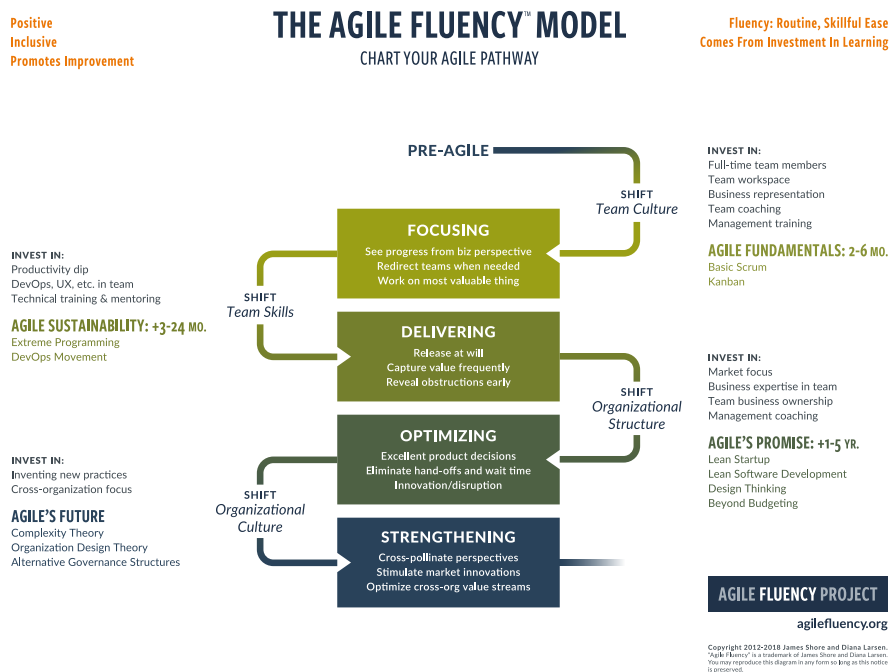 Positive
Inclusive
Promotes Improvement
THE AGILE FLUENCY™ MODEL
CHART YOUR AGILE PATHWAY
Fluency: Routine, Skillful Ease
Comes From Investment In Learning
PRE-AGILE
SHIFT
Team Culture
INVEST IN:
Full-time team members
Team workspace
Business representation
Team coaching
Management training
AGILE FUNDAMENTALS: 2-6 MO.
Basic Scrum
Kanban
FOCUSING
See progress from biz perspective
Redirect teams when needed
Work on most valuable thing
SHIFT
Team Skills
INVEST IN:
Productivity dip
DevOps, UX, etc. in team
Technical training & mentoring
AGILE SUSTAINABILITY: +3-24 MO.
Extreme Programming
DevOps Movement
DELIVERING
Release at will
Capture value frequently
Reveal obstructions early
SHIFT
Organizational
Structure
INVEST IN:
Market focus
Business expertise in team
Team business ownership
Management coaching
AGILE'S PROMISE: +1-5 YR.
Lean Startup
Lean Software Development
Design Thinking
Beyond Budgeting
OPTIMIZING
Excellent product decisions
Eliminate hand-offs and wait time
Innovation/disruption
SHIFT
Organizational
Culture
INVEST IN:
Inventing new practices
Cross-organization focus
AGILE'S FUTURE
Complexity Theory
Organization Design Theory
Alternative Governance Structures
STRENGTHENING
Cross-pollinate perspectives
Stimulate market innovations
Optimize cross-org value streams
AGILE FLUENCY PROJECT
agilefluency.org
Copyright 2012-2018 James Shore and Diana Larsen.
"Agile Fluency" is a trademark of James Shore and Diana Larsen.
You may reproduce this diagram in any form so long as this notice
is preserved.